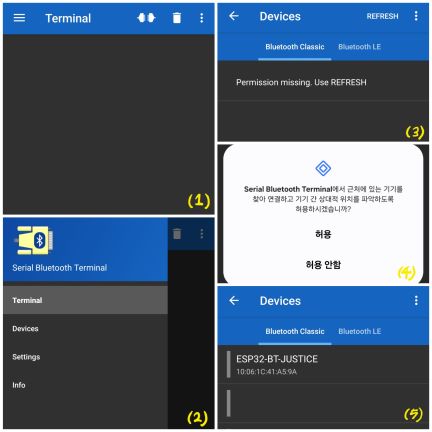 Terminal
(1)
Serial Bluetooth Terminal
Terminal
Devices
Settings
Info
(2)
Devices
REFRESH
Bluetooth Classic
Bluetooth LE
Permission missing. Use REFRESH
(3)
Serial Bluetooth Terminal에서 근처에 있는 기기를
찾아 연결하고 기기 간 상대적 위치를 파악하도록
허용하시겠습니까?
허용
허용 안함
(4)
Devices
Bluetooth Classic
Bluetooth LE
ESP32-BT-JUSTICE
10:06:1C:41:A5:9A
(5)